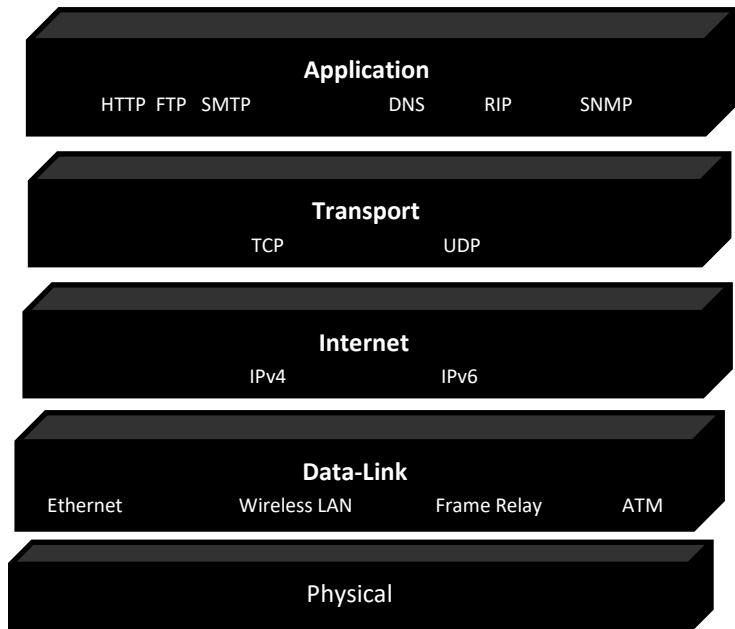 Application
HTTP FTP SMTP DNS RIP SNMP
Transport
TCP UDP
Internet
IPv4 IPv6
Data-Link
Ethernet Wireless LAN Frame Relay ATM
Physical